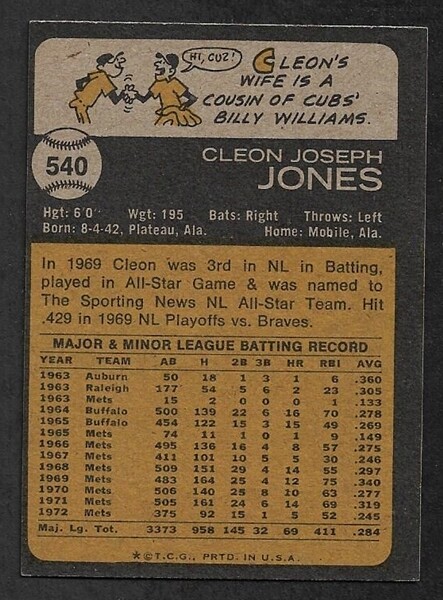 HI, CUZ!
CLEON'S
WIFE IS A
COUSIN OF CUBS'
BILLY WILLIAMS.
540
CLEON JOSEPH
JONES
Hgt: 6'0" Wgt: 195 Bats: Right Throws: Left
Born: 8-4-42, Plateau, Ala. Home: Mobile, Ala.
In 1969 Cleon was 3rd in NL in Batting,
played in All-Star Game & was named to
The Sporting News NL All-Star Team. Hit
.429 in 1969 NL Playoffs vs. Braves.
MAJOR & MINOR LEAGUE BATTING RECORD
YEAR TEAM AB H 2B 3B HR RBI AVG
1963 Auburn 50 18 1 3 1 6 .360
1963 Raleigh 177 54 5 6 2 23 .305
1963 Mets 15 2 0 0 0 1 .133
1964 Buffalo 500 139 22 6 16 70 .278
1965 Buffalo 454 122 15 3 15 49 .269
1965 Mets 74 11 1 0 1 9 .149
1966 Mets 495 136 16 4 8 57 .275
1967 Mets 411 101 10 5 5 30 .246
1968 Mets 509 151 29 4 14 55 .297
1969 Mets 483 164 25 4 12 75 .340
1970 Mets 506 140 25 8 10 63 .277
1971 Mets 505 161 24 6 14 69 .319
1972 Mets 375 92 15 1 5 52 .245
Maj. Lg. Tot. 3373 958 145 32 69 411 .284
*© T.C.G., PRTD. IN U.S.A.